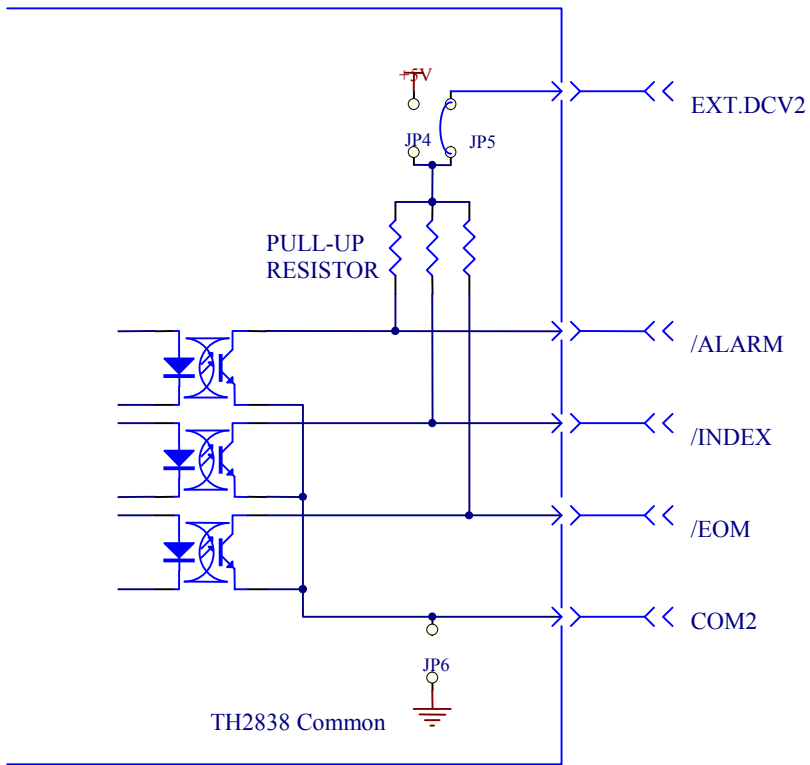 +5V
EXT.DCV2
JP4
JP5
PULL-UP
RESISTOR
/ALARM
/INDEX
/EOM
COM2
JP6
TH2838 Common